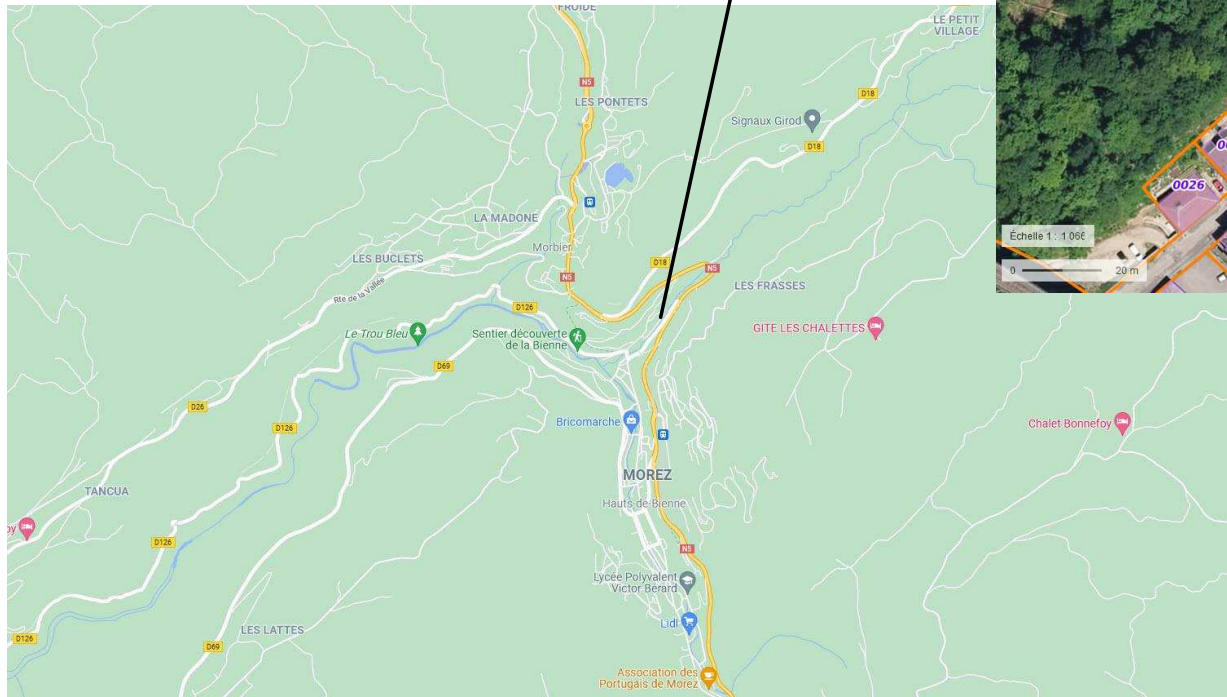 FROIDE
LE PETIT
VILLAGE
N5
D18
LES PONTETS
Signaux Girod
D18
0026
LA MADONE
Échelle 1 : 1 066
Morbier
LES BUCLETS
D18
N5
0
20 m
N5
Rte de la Vallée
LES FRASSES
D126
Le Trou Bleu
Sentier découverte
de la Bienne
GITE LES CHALETTES
D69
D26
Bricomarche
Chalet Bonnefoy
D126
MOREZ
TANCUA
Hauts-de-Bienne
oy
D126
N5
Lycée Polyvalent
Victor Bérard
Lidl
LES LATTES
D126
D69
Association des
Portugais de Morez